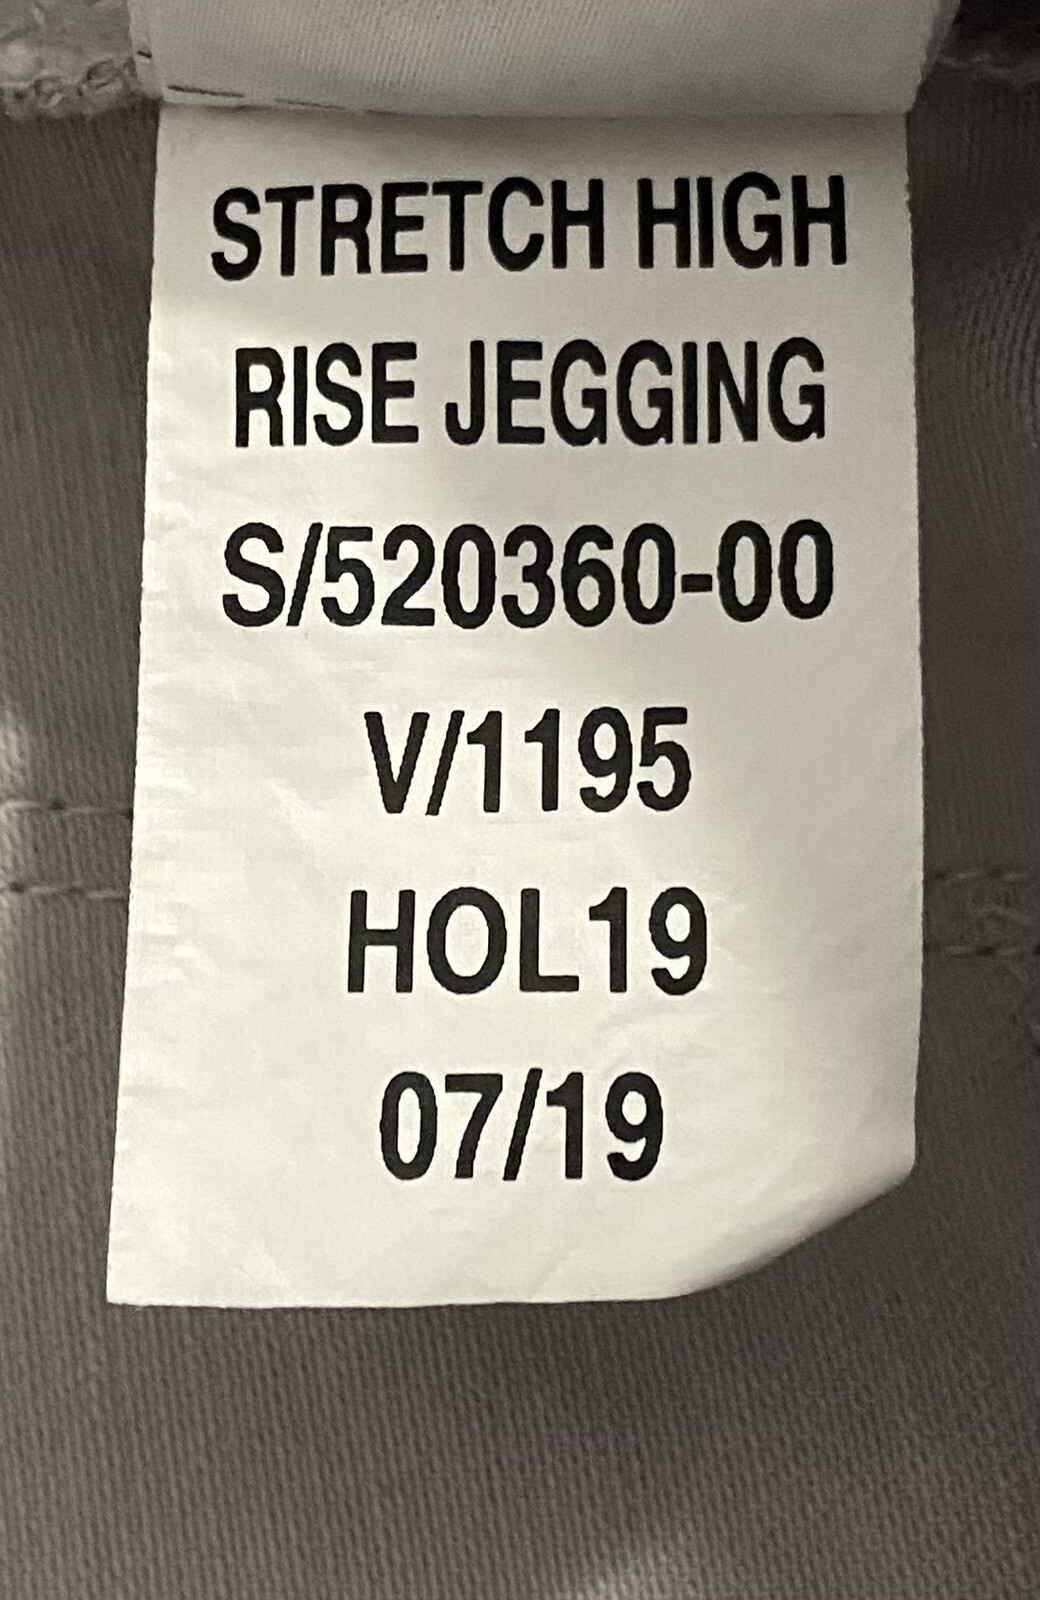 STRETCH HIGH
RISE JEGGING
S/520360-00
V/1195
HOL19
07/19